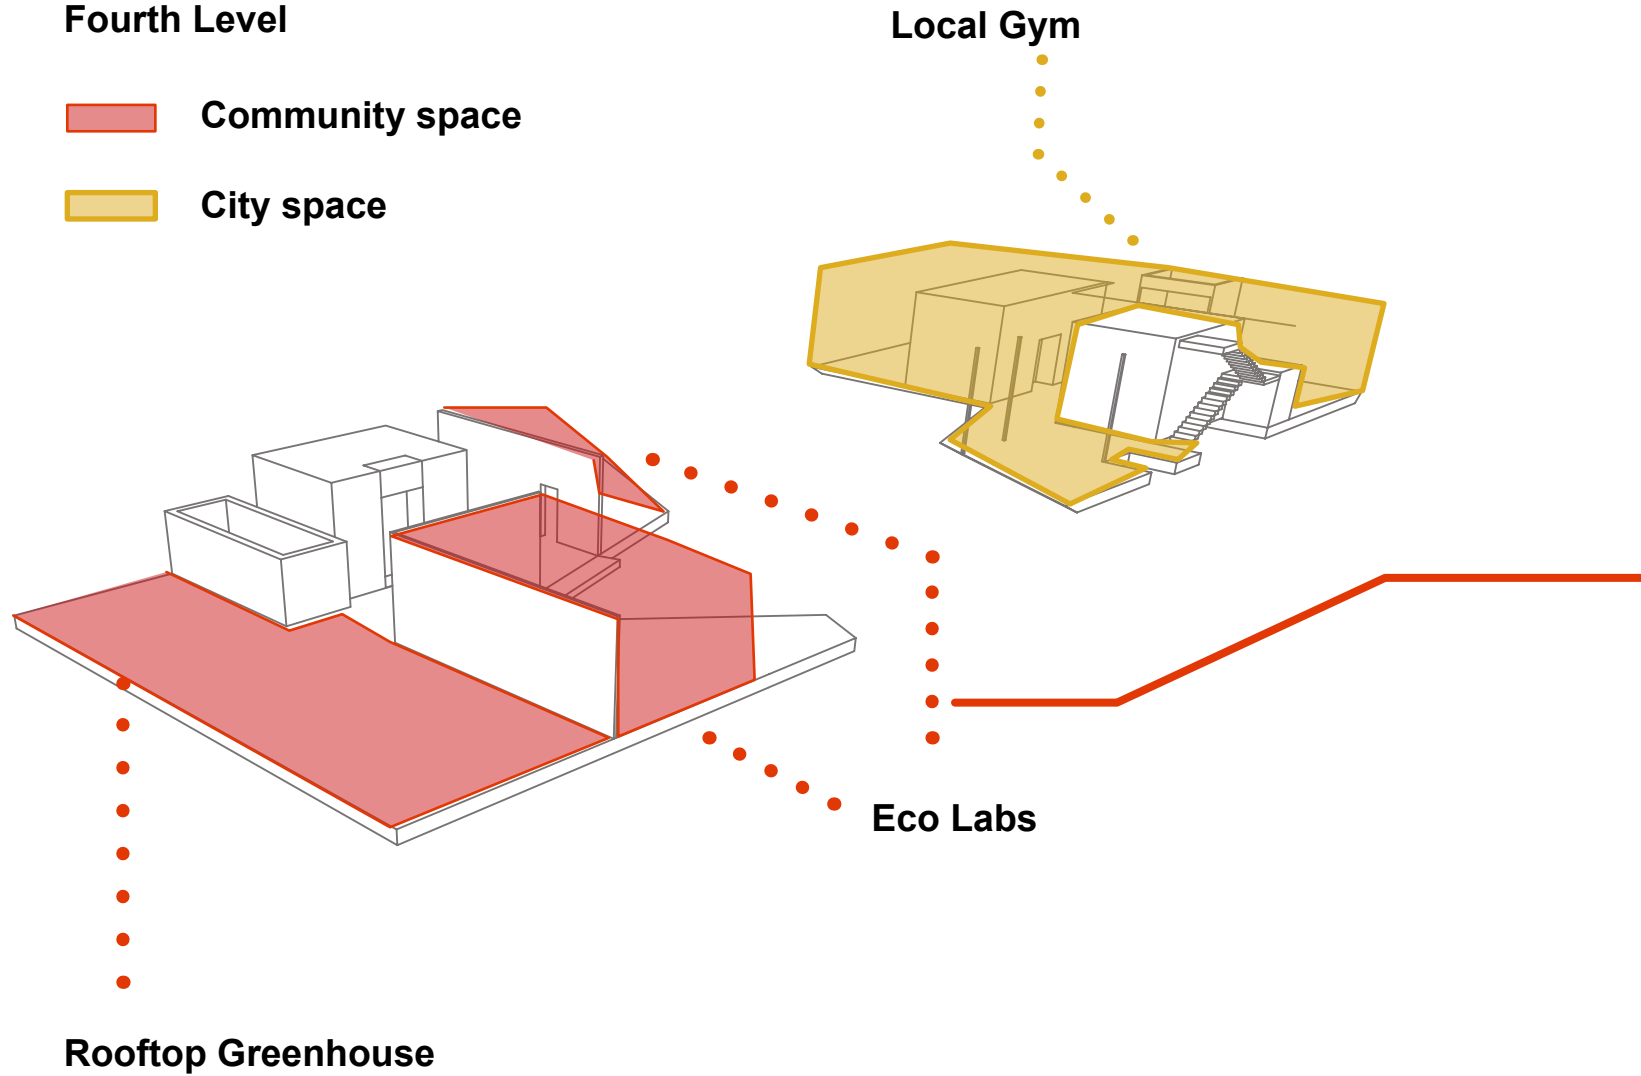 Fourth Level
Local Gym
Community space
City space
Eco Labs
Rooftop Greenhouse